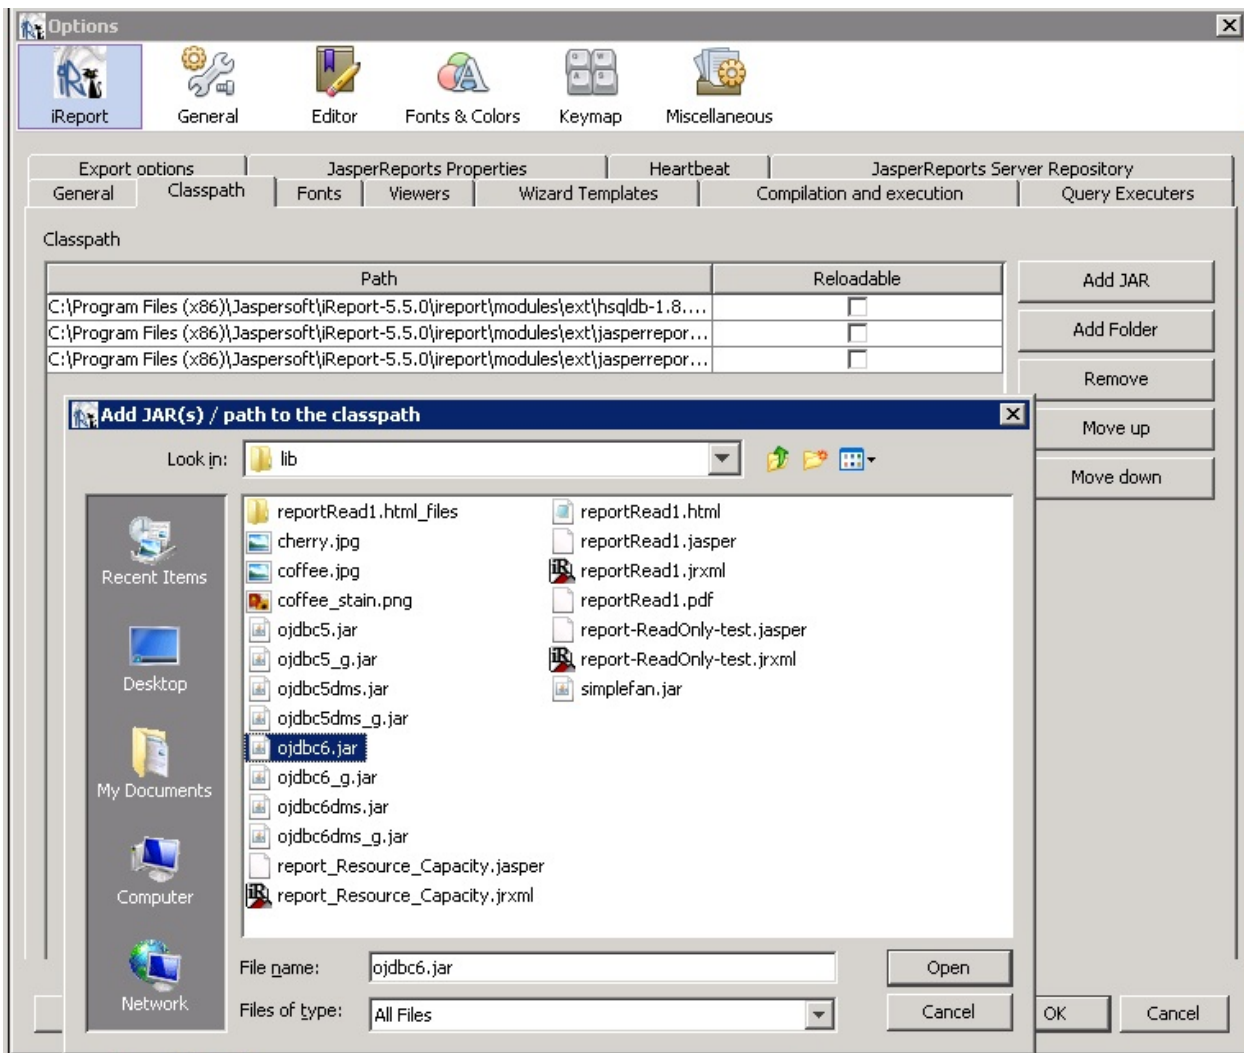 Options
iReport General Editor Fonts & Colors Keymap Miscellaneous
Export options JasperReports Properties Heartbeat JasperReports Server Repository
General Classpath Fonts Viewers Wizard Templates Compilation and execution Query Executers
Classpath
Path Reloadable Add JAR
C:\Program Files (x86)\Jaspersoft\iReport-5.5.0\ireport\modules\ext\hsqldb-1.8....
C:\Program Files (x86)\Jaspersoft\iReport-5.5.0\ireport\modules\ext\jasperrepor... Add Folder
C:\Program Files (x86)\Jaspersoft\iReport-5.5.0\ireport\modules\ext\jasperrepor...
Remove
Add JAR(s) / path to the classpath
Move up
Look in: lib
Move down
reportRead1.html_files reportRead1.html
cherry.jpg reportRead1.jasper
Recent Items coffee.jpg reportRead1.jrxml
coffee_stain.png reportRead1.pdf
ojdbc5.jar report-ReadOnly-test.jasper
ojdbc5_g.jar report-ReadOnly-test.jrxml
Desktop ojdbc5dms.jar simplefan.jar
ojdbc5dms_g.jar
ojdbc6.jar
ojdbc6_g.jar
My Documents
ojdbc6dms.jar
ojdbc6dms_g.jar
report_Resource_Capacity.jasper
Computer report_Resource_Capacity.jrxml
File name: ojdbc6.jar Open
Network
Files of type: All Files Cancel OK Cancel